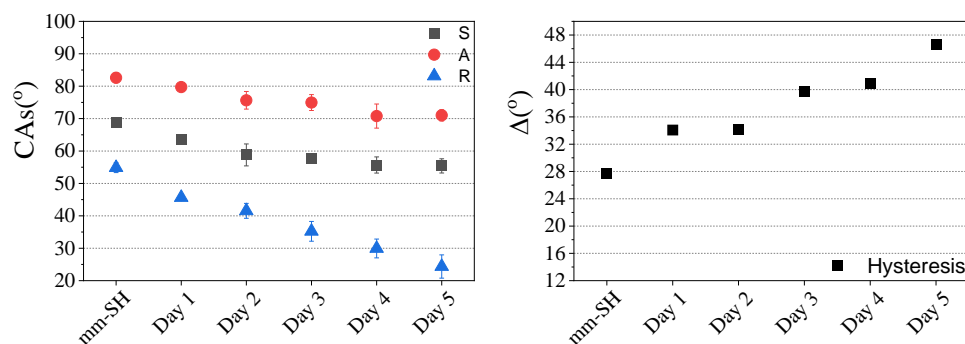 100
90
80
70
60
50
40
30
20
CAs(º)
S
A
R
mm-SH
Day 1
Day 2
Day 3
Day 4
Day 5
48
44
40
36
32
28
24
20
16
12
Δ(º)
Hysteresis
mm-SH
Day 1
Day 2
Day 3
Day 4
Day 5